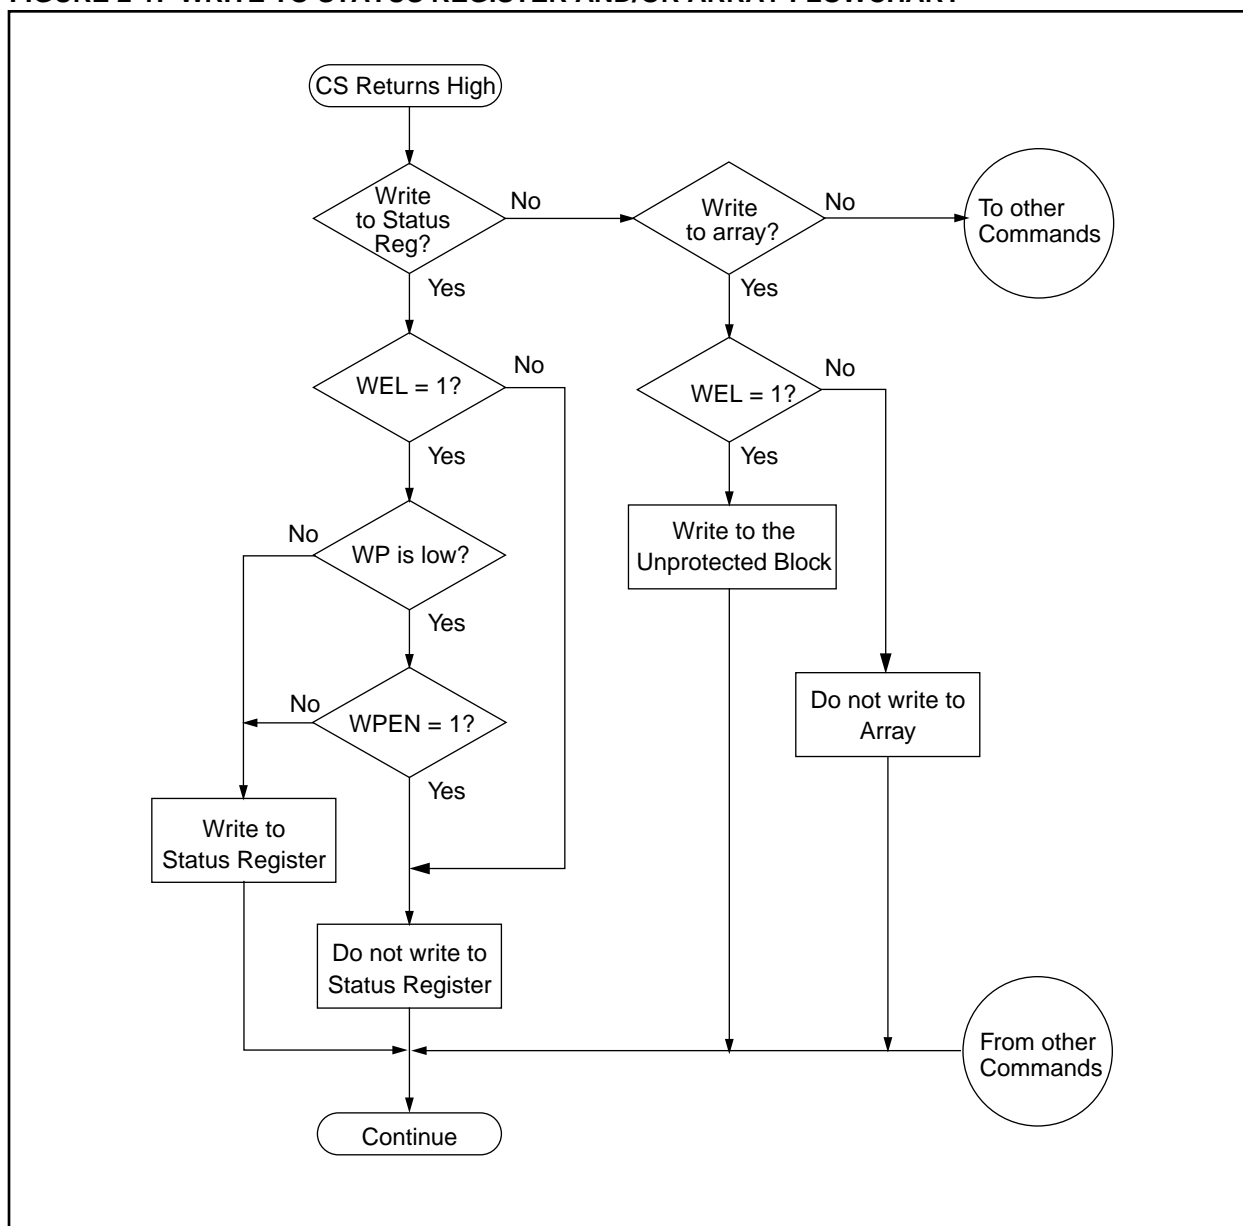 CS Returns High
Write
to Status
Reg?
No
Write
to array?
No
To other
Commands
Yes
Yes
WEL = 1?
No
WEL = 1?
No
Yes
Yes
Write to the
Unprotected Block
No
WP is low?
Yes
Do not write to
Array
No
WPEN = 1?
Yes
Write to
Status Register
Do not write to
Status Register
From other
Commands
Continue